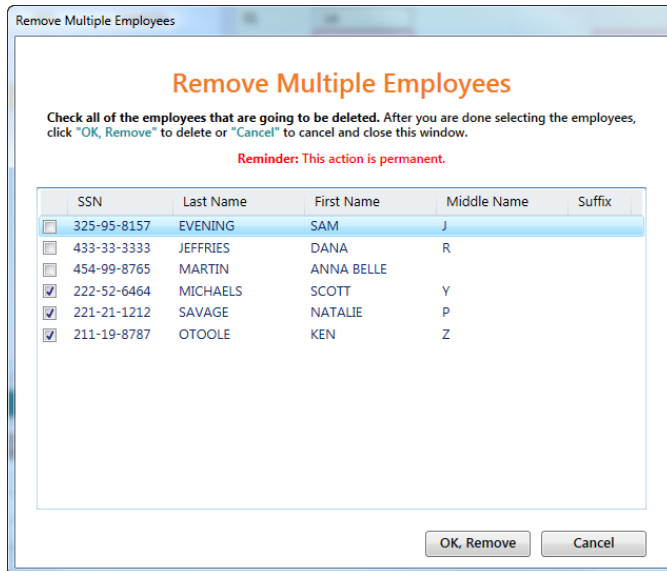 Remove Multiple Employees
Remove Multiple Employees
Check all of the employees that are going to be deleted. After you are done selecting the employees,
click "OK, Remove" to delete or "Cancel" to cancel and close this window.
Reminder: This action is permanent.
SSN Last Name First Name Middle Name Suffix
325-95-8157 EVENING SAM J
433-33-3333 JEFFRIES DANA R
454-99-8765 MARTIN ANNA BELLE
222-52-6464 MICHAELS SCOTT Y
221-21-1212 SAVAGE NATALIE P
211-19-8787 OTOOLE KEN Z
OK, Remove Cancel